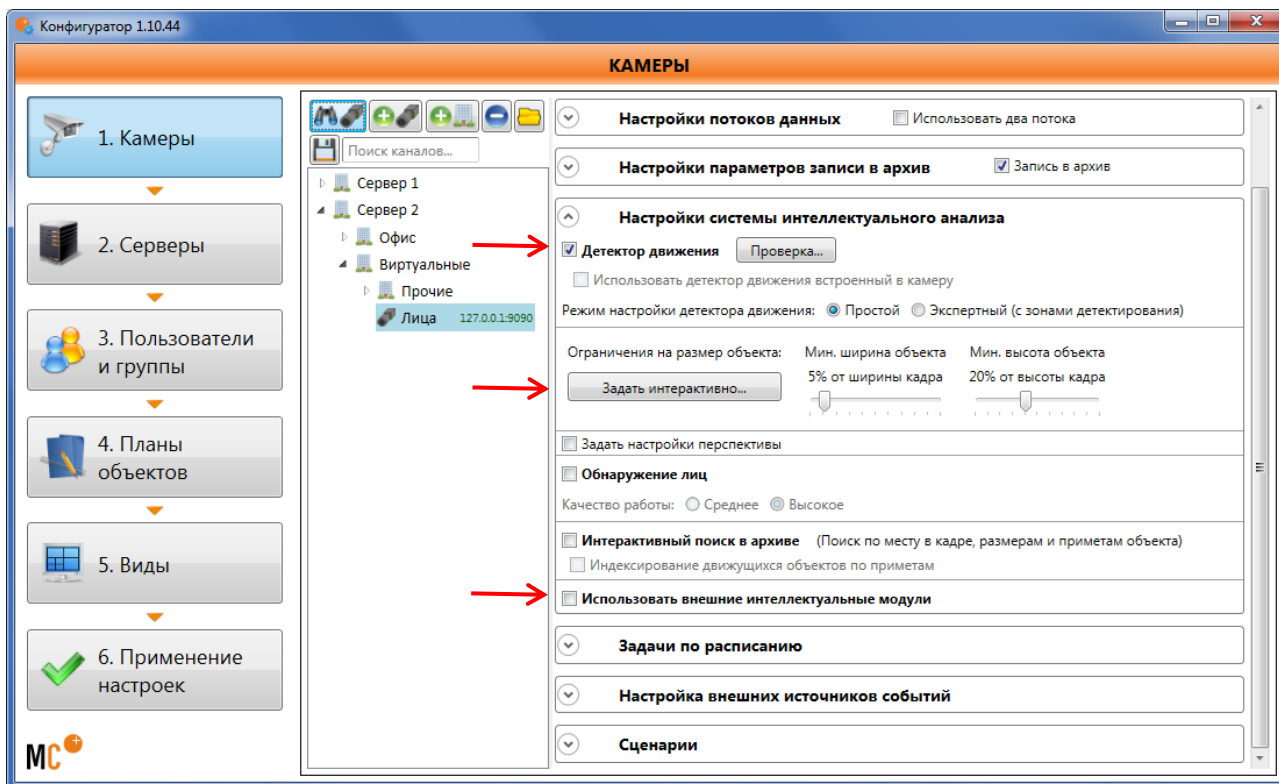 Конфигуратор 1.10.44
КАМЕРЫ
1. Камеры
2. Серверы
3. Пользователи
и группы
4. Планы
объектов
5. Виды
6. Применение
настроек
МС
Поиск каналов...
Сервер 1
Сервер 2
Офис
Виртуальные
Прочие
Лица 127.0.0.1:9090
Настройки потоков данных Использовать два потока
Настройки параметров записи в архив Запись в архив
Настройки системы интеллектуального анализа
Детектор движения Проверка...
Использовать детектор движения встроенный в камеру
Режим настройки детектора движения: Простой Экспертный (с зонами детектирования)
Ограничения на размер объекта: Мин. ширина объекта Мин. высота объекта
5% от ширины кадра 20% от высоты кадра
Задать интерактивно...
Задать настройки перспективы
Обнаружение лиц
Качество работы: Среднее Высокое
Интерактивный поиск в архиве (Поиск по месту в кадре, размерам и приметам объекта)
Индексирование движущихся объектов по приметам
Использовать внешние интеллектуальные модули
Задачи по расписанию
Настройка внешних источников событий
Сценарии